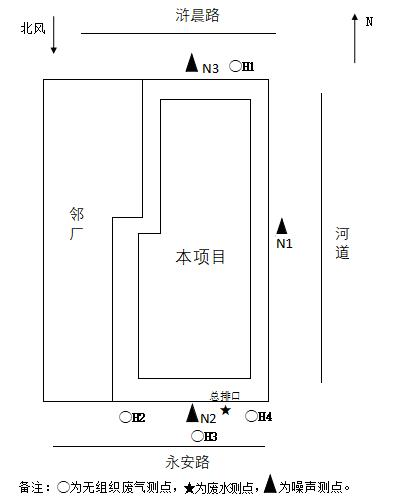 浒晨路
北风
N
N3
H1
邻厂
本项目
N1
河道
总排口
H2
N2
H4
H3
永安路
备注：○为无组织废气测点，★为废水测点，▲为噪声测点。